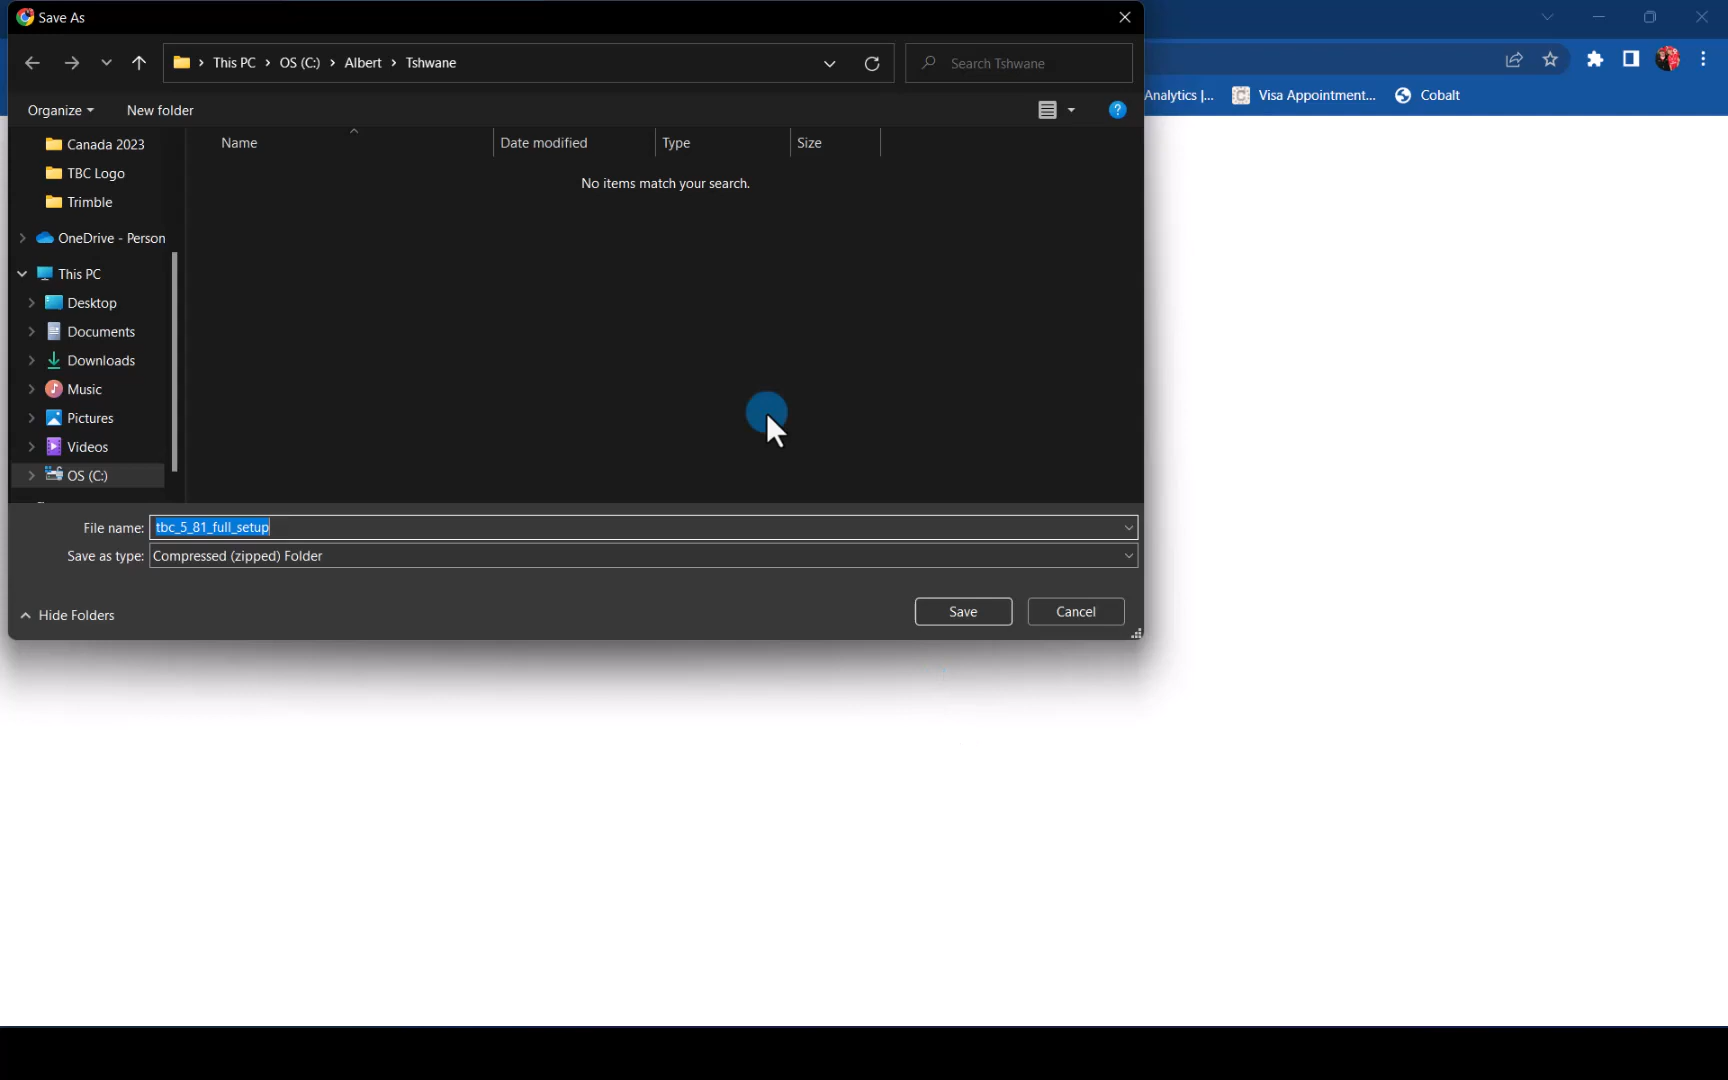 Save As
This PC > OS (C:) > Albert > Tshwane
Search Tshwane
Organize
New folder
Analytics |...
Visa Appointment...
Cobalt
Name
Date modified
Type
Size
No items match your search.
Canada 2023
TBC Logo
Trimble
OneDrive - Person
This PC
Desktop
Documents
Downloads
Music
Pictures
Videos
OS (C:)
File name: tbc_5_81_full_setup
Save as type: Compressed (zipped) Folder
Hide Folders
Save
Cancel